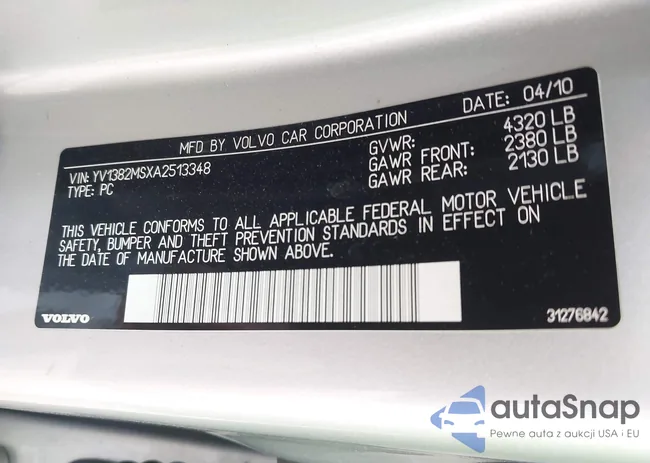 MFD BY VOLVO CAR CORPORATION DATE: 04/10
VIN: YV1382MSXA2513348 GVWR: 4320 LB
TYPE: PC GAWR FRONT: 2380 LB
GAWR REAR: 2130 LB
THIS VEHICLE CONFORMS TO ALL APPLICABLE FEDERAL MOTOR VEHICLE
SAFETY, BUMPER AND THEFT PREVENTION STANDARDS IN EFFECT ON
THE DATE OF MANUFACTURE SHOWN ABOVE.
VOLVO 31276842
autaSnap
Pewne auta z aukcji USA i EU